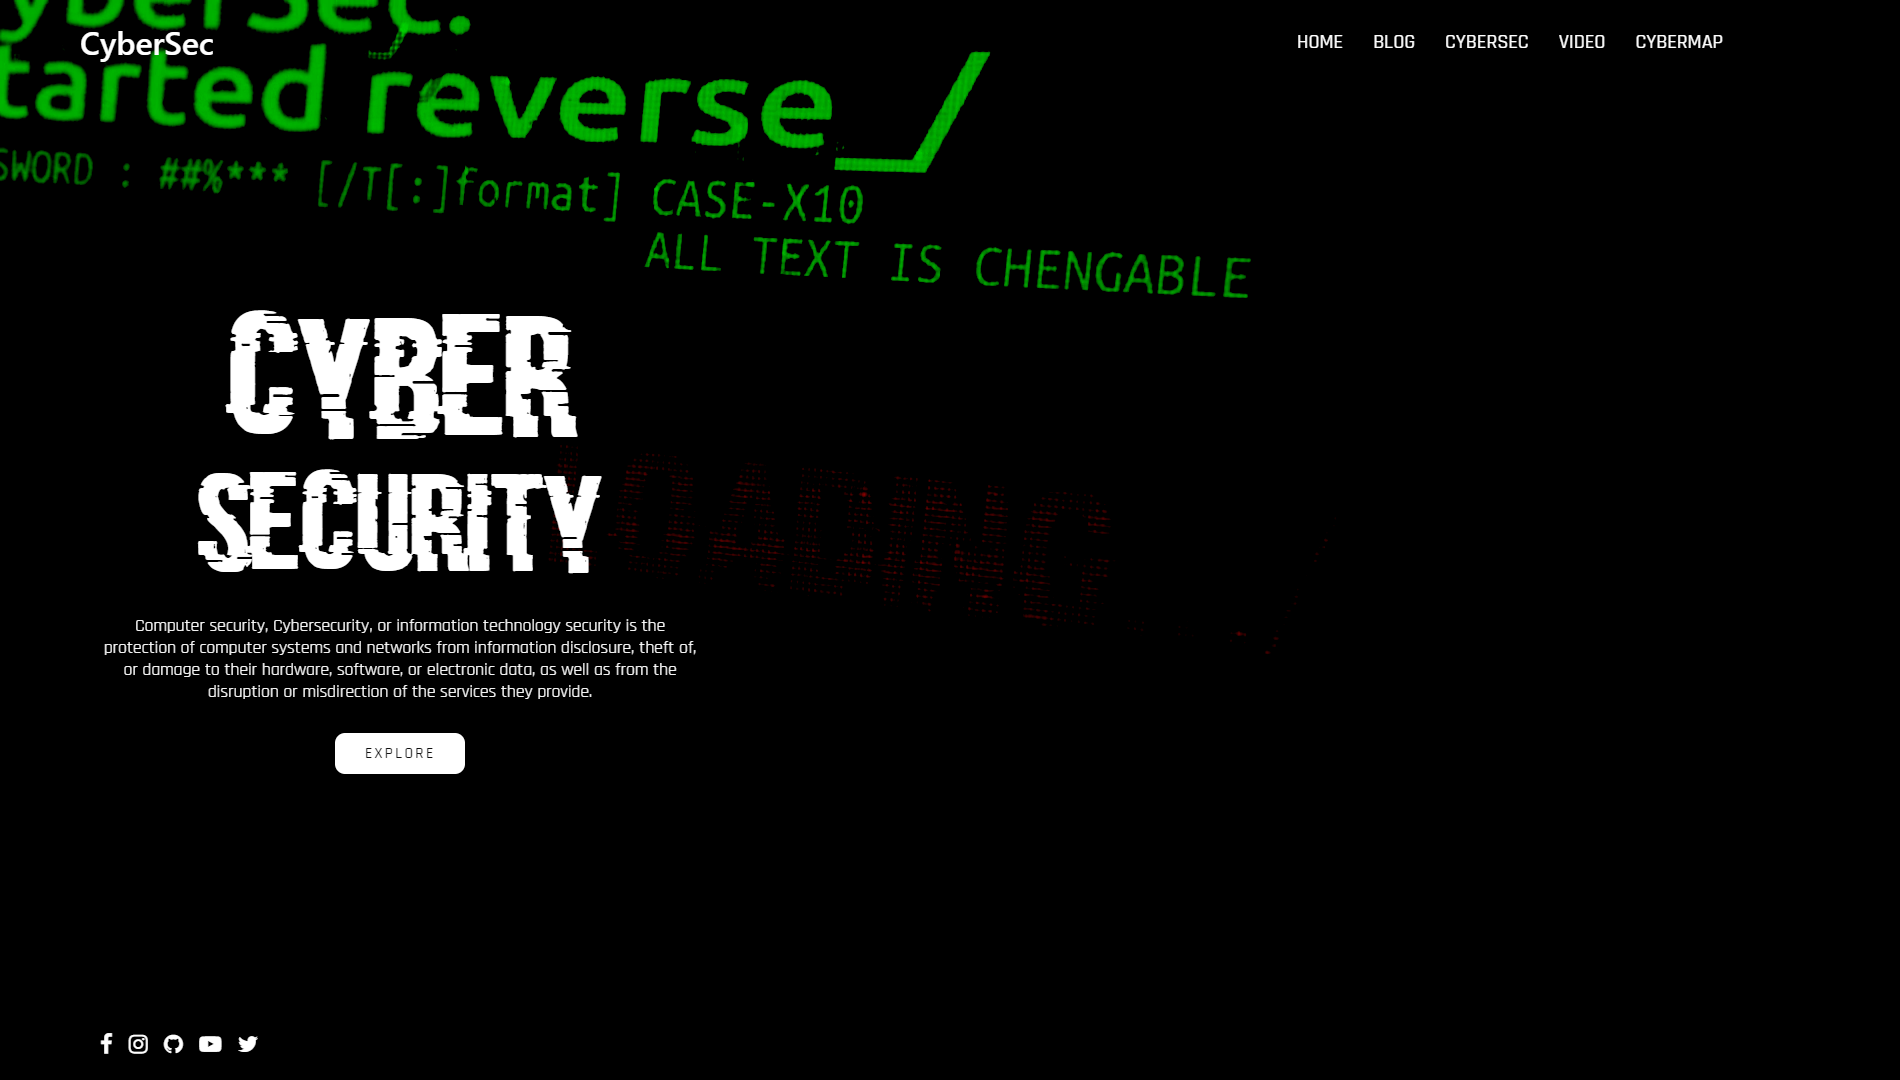 yberSec.
CyberSec
HOME BLOG CYBERSEC VIDEO CYBERMAP
tarted reverse_/
SWORD : ##%*** [/T[:]format] CASE-X10
ALL TEXT IS CHENGABLE
CYBER
SECURITY
LOADING
Computer security, Cybersecurity, or information technology security is the
protection of computer systems and networks from information disclosure, theft of,
or damage to their hardware, software, or electronic data, as well as from the
disruption or misdirection of the services they provide.
EXPLORE